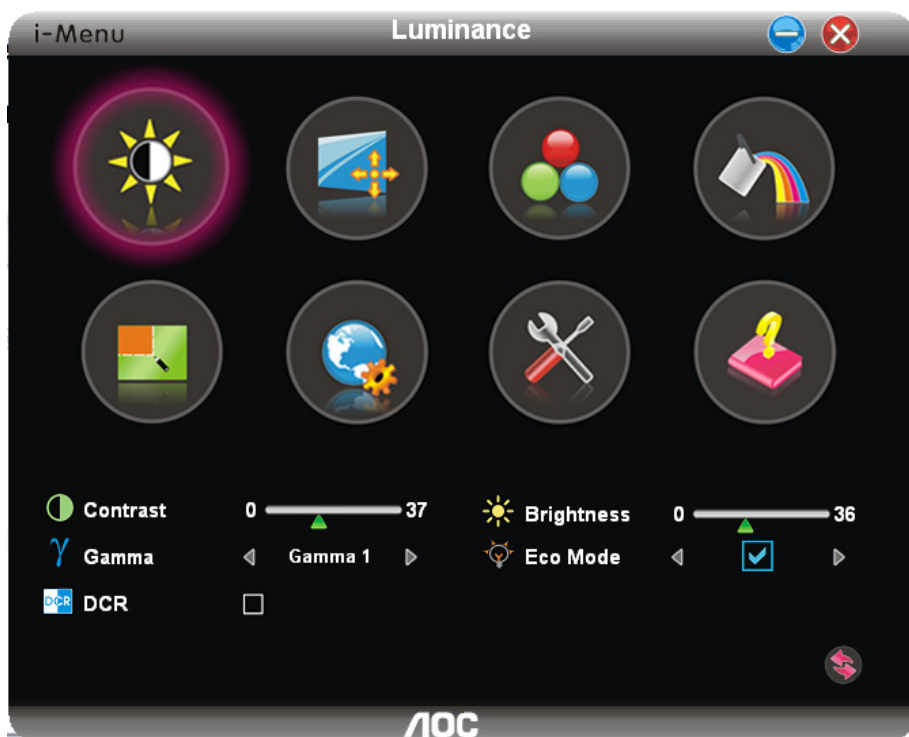 i-Menu Luminance
Contrast 0 37 Brightness 0 36
γ Gamma Gamma 1 Eco Mode
DCR DCR
AOC